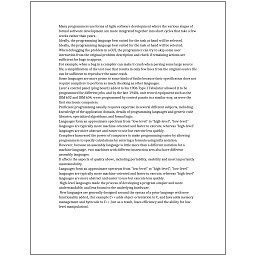 Many programmers use forms of Agile software development where the various stages of
formal software development are more integrated together into short cycles that take a few
weeks rather than years.
Ideally, the programming language best suited for the task at hand will be selected.
Ideally, the programming language best suited for the task at hand will be selected.
When debugging the problem in a GUI, the programmer can try to skip some user
interaction from the original problem description and check if remaining actions are
sufficient for bugs to appear.
For example, when a bug in a compiler can make it crash when parsing some large source
file, a simplification of the test case that results in only few lines from the original source file
can be sufficient to reproduce the same crash.
Some languages are more prone to some kinds of faults because their specification does not
require compilers to perform as much checking as other languages.
Later a control panel (plug board) added to his 1906 Type I Tabulator allowed it to be
programmed for different jobs, and by the late 1940s, unit record equipment such as the
IBM 602 and IBM 604, were programmed by control panels in a similar way, as were the
first electronic computers.
Proficient programming usually requires expertise in several different subjects, including
knowledge of the application domain, details of programming languages and generic code
libraries, specialized algorithms, and formal logic.
Languages form an approximate spectrum from "low-level" to "high-level"; "low-level"
languages are typically more machine-oriented and faster to execute, whereas "high-level"
languages are more abstract and easier to use but execute less quickly.
Compilers harnessed the power of computers to make programming easier by allowing
programmers to specify calculations by entering a formula using infix notation.
However, because an assembly language is little more than a different notation for a
machine language, two machines with different instruction sets also have different
assembly languages.
It affects the aspects of quality above, including portability, usability and most importantly
maintainability.
Languages form an approximate spectrum from "low-level" to "high-level"; "low-level"
languages are typically more machine-oriented and faster to execute, whereas "high-level"
languages are more abstract and easier to use but execute less quickly.
High-level languages made the process of developing a program simpler and more
understandable, and less bound to the underlying hardware.
New languages are generally designed around the syntax of a prior language with new
functionality added, (for example C++ adds object-orientation to C, and Java adds memory
management and bytecode to C++, but as a result, loses efficiency and the ability for low-
level manipulation).